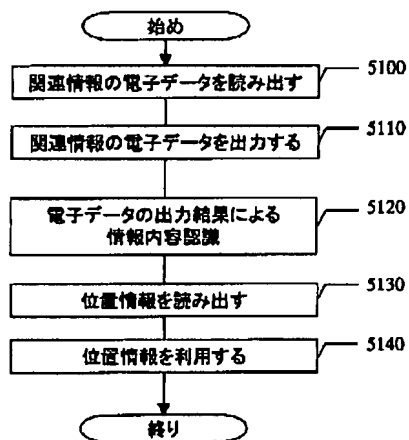 始め
関連情報の電子データを読み出す
5100
関連情報の電子データを出力する
5110
電子データの出力結果による
情報内容認識
5120
位置情報を読み出す
5130
位置情報を利用する
5140
終り